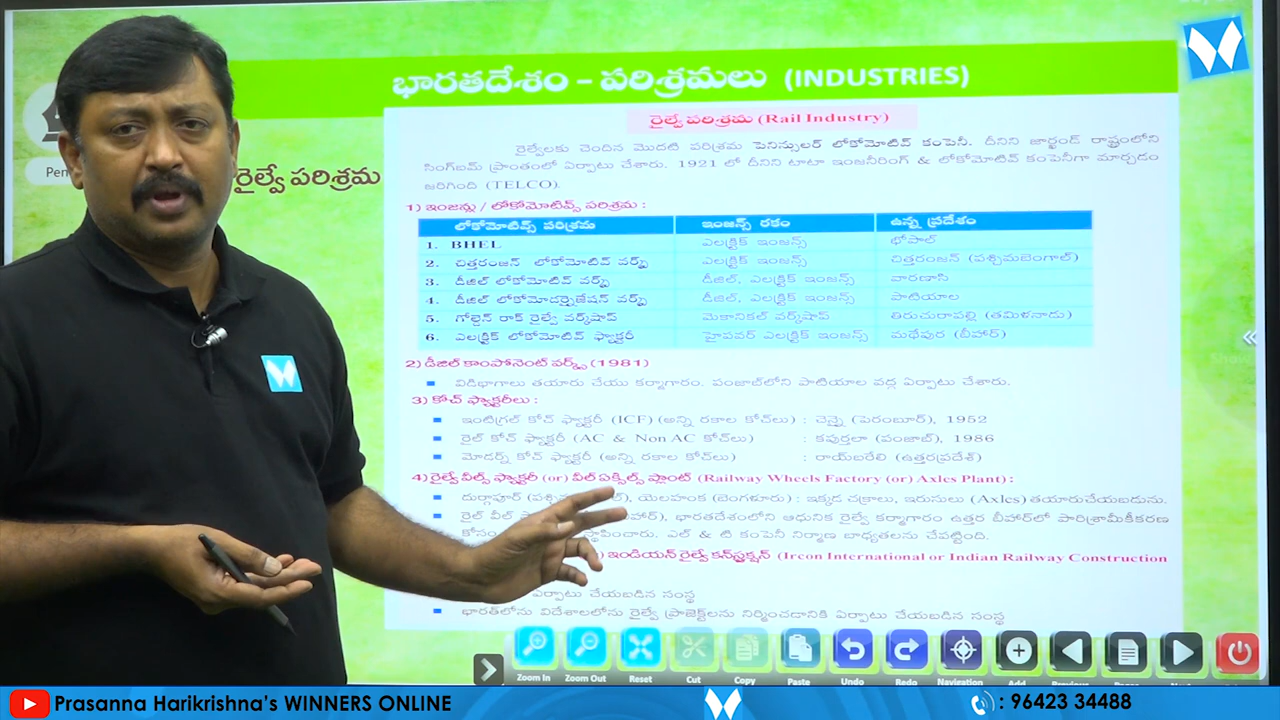 భారతదేశం – పరిశ్రమలు (INDUSTRIES)
రైల్వే పరిశ్రమ (Rail Industry)
Pen
రైల్వే పరిశ్రమ
రైల్వేలకు చెందిన మొదటి పరిశ్రమ పెనిన్సులర్ లోకోమోటివ్ కంపెనీ. దీనిని జార్ఖండ్ రాష్ట్రంలోని
సింగ్‌భమ్ ప్రాంతంలో ఏర్పాటు చేశారు. 1921 లో దీనిని టాటా ఇంజనీరింగ్ & లోకోమోటివ్ కంపెనీగా మార్చడం
జరిగింది (TELCO).
1) ఇంజన్లు / లోకోమోటివ్స్ పరిశ్రమ :
లోకోమోటివ్స్ పరిశ్రమ ఇంజన్స్ రకం ఉన్న ప్రదేశం
1. BHEL ఎలక్ట్రిక్ ఇంజన్స్ భోపాల్
2. చిత్తరంజన్ లోకోమోటివ్ వర్క్స్ ఎలక్ట్రిక్ ఇంజన్స్ చిత్తరంజన్ (పశ్చిమబెంగాల్)
3. డీజిల్ లోకోమోటివ్ వర్క్స్ డీజిల్, ఎలక్ట్రిక్ ఇంజన్స్ వారణాసి
4. డీజిల్ లోకోమోడర్నైజేషన్ వర్క్స్ డీజిల్, ఎలక్ట్రిక్ ఇంజన్స్ పాటియాల
5. గోల్డెన్ రాక్ రైల్వే వర్క్‌షాప్ మెకానికల్ వర్క్‌షాప్ తిరుచురాపల్లి (తమిళనాడు)
6. ఎలక్ట్రిక్ లోకోమోటివ్ ఫ్యాక్టరీ హైపవర్ ఎలక్ట్రిక్ ఇంజన్స్ మథేపుర (బీహార్)
2) డీజిల్ కాంపోనెంట్ వర్క్స్ (1981)
విడిభాగాలు తయారు చేయు కర్మాగారం. పంజాబ్‌లోని పాటియాల వద్ద ఏర్పాటు చేశారు.
3) కోచ్ ఫ్యాక్టరీలు :
ఇంటిగ్రల్ కోచ్ ఫ్యాక్టరీ (ICF) (అన్ని రకాల కోచ్‌లు) : చెన్నై (పెరంబూర్), 1952
రైల్ కోచ్ ఫ్యాక్టరీ (AC & Non AC కోచ్‌లు) : కపుర్తలా (పంజాబ్), 1986
మోడర్న్ కోచ్ ఫ్యాక్టరీ (అన్ని రకాల కోచ్‌లు) : రాయ్‌బరేలి (ఉత్తరప్రదేశ్)
4) రైల్వే వీల్స్ ఫ్యాక్టరీ (or) వీల్ ఏక్సిల్స్ ప్లాంట్ (Railway Wheels Factory (or) Axles Plant) :
దుర్గాపూర్ యెలహంక (బెంగళూరు) : ఇక్కడ చక్రాలు, ఇరుసులు (Axles) తయారుచేయబడును.
రైల్ వీల్ భారతదేశంలోని ఆధునిక రైల్వే కర్మాగారం ఉత్తర బీహార్‌లో పారిశ్రామికీకరణ
కోసం ఎల్ & టి కంపెనీ నిర్మాణ బాధ్యతలను చేపట్టింది.
ఇండియన్ రైల్వే కన్‌స్ట్రక్షన్ (Ircon International or Indian Railway Construction
ఏర్పాటు చేయబడిన సంస్థ
భారత్‌లోను విదేశాలలోను రైల్వే ప్రాజెక్ట్‌లను నిర్మించడానికి ఏర్పాటు చేయబడిన సంస్థ
Zoom In Zoom Out Reset Cut Copy Paste Undo Redo Navigation Add
Prasanna Harikrishna's WINNERS ONLINE
: 96423 34488